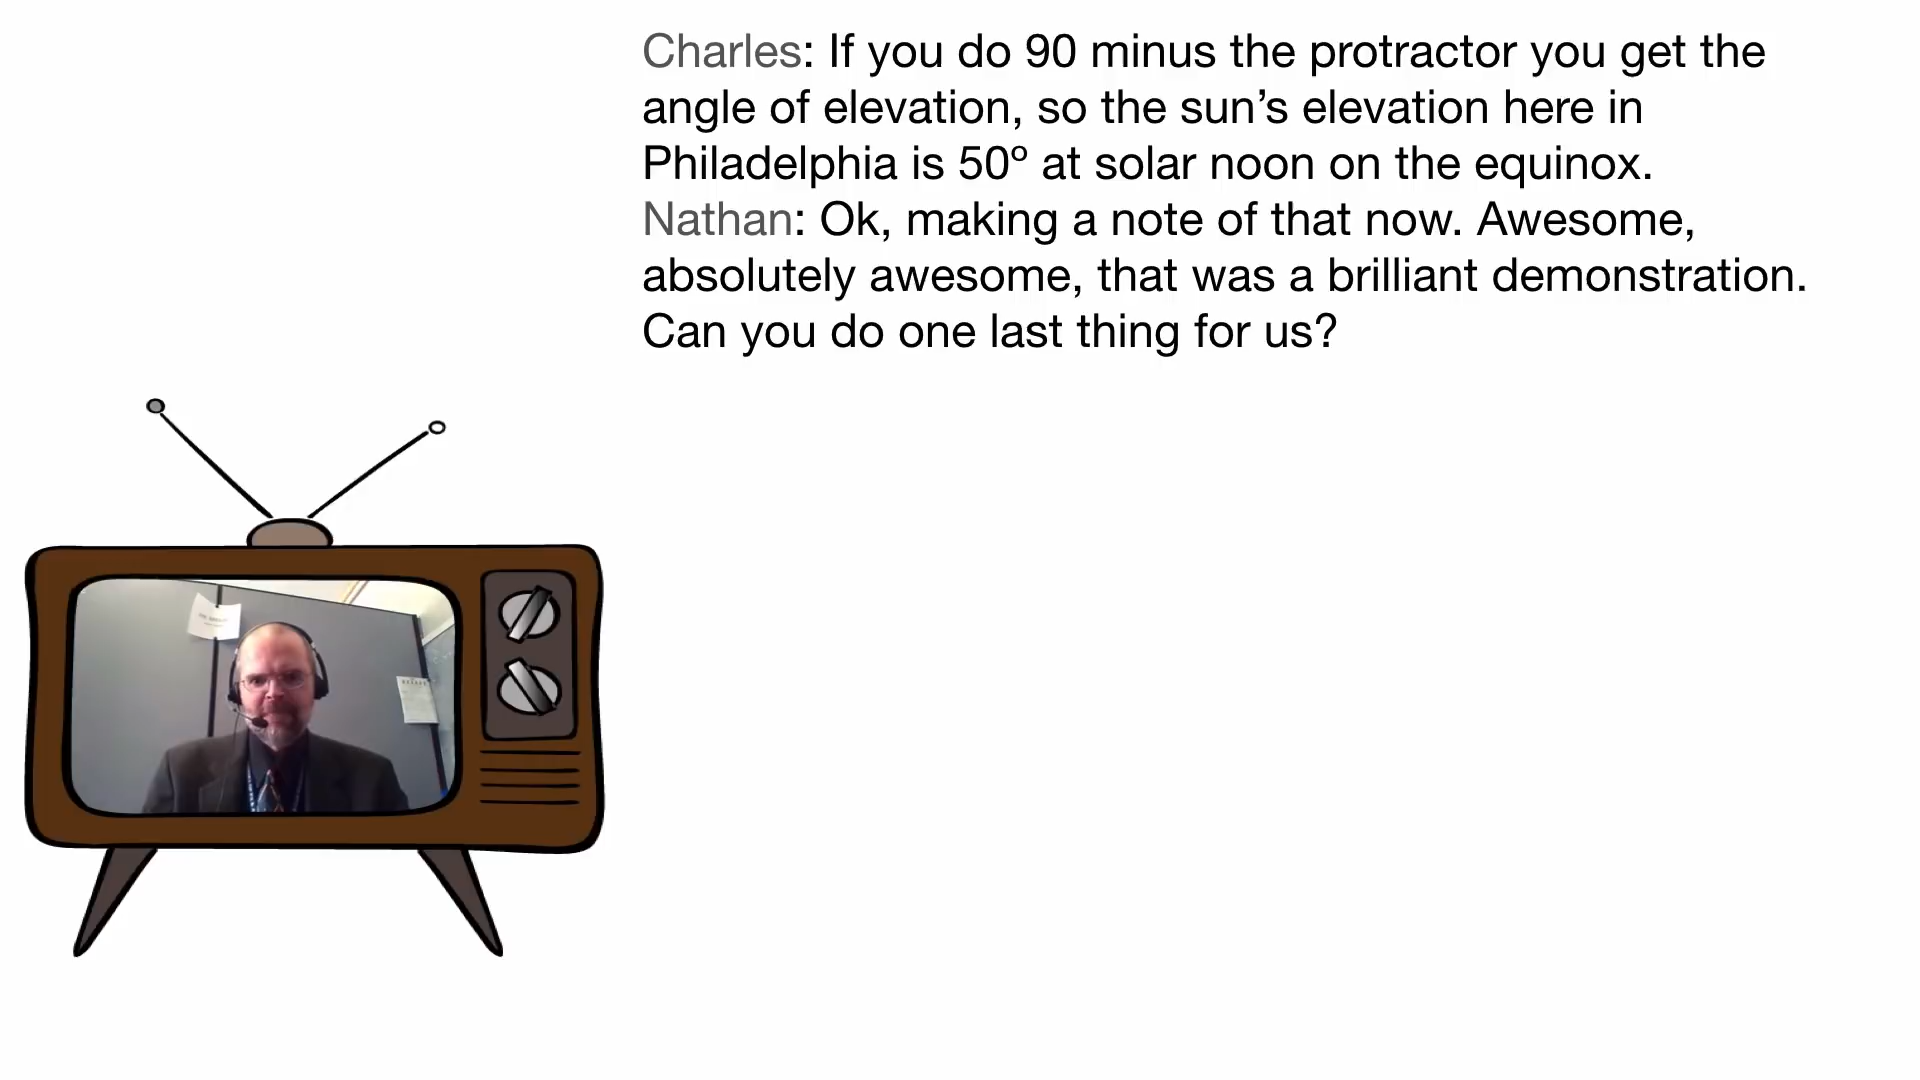 Charles: If you do 90 minus the protractor you get the
angle of elevation, so the sun’s elevation here in
Philadelphia is 50º at solar noon on the equinox.
Nathan: Ok, making a note of that now. Awesome,
absolutely awesome, that was a brilliant demonstration.
Can you do one last thing for us?